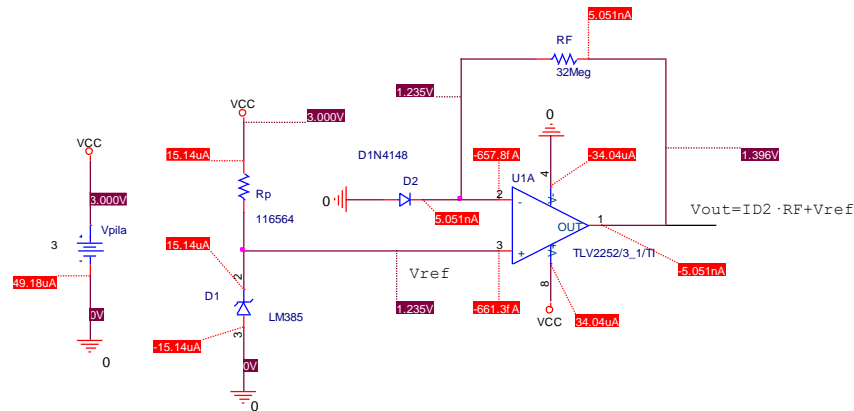 5.051nA
RF
32Meg
1.235V
VCC
3.000V
0
VCC
15.14uA
D1N4148
-657.8fA
4
-34.04uA
1.396V
U1A
V-
Rp
D2
0
2
-
3.000V
116564
5.051nA
OUT
1
Vout=ID2·RF+Vref
Vpila
3
15.14uA
3
+
V+
TLV2252/3_1/TI
-5.051nA
49.18uA
2
Vref
D1
8
LM385
1.235V
-661.3fA
34.04uA
0V
3
VCC
-15.14uA
0V
0
0